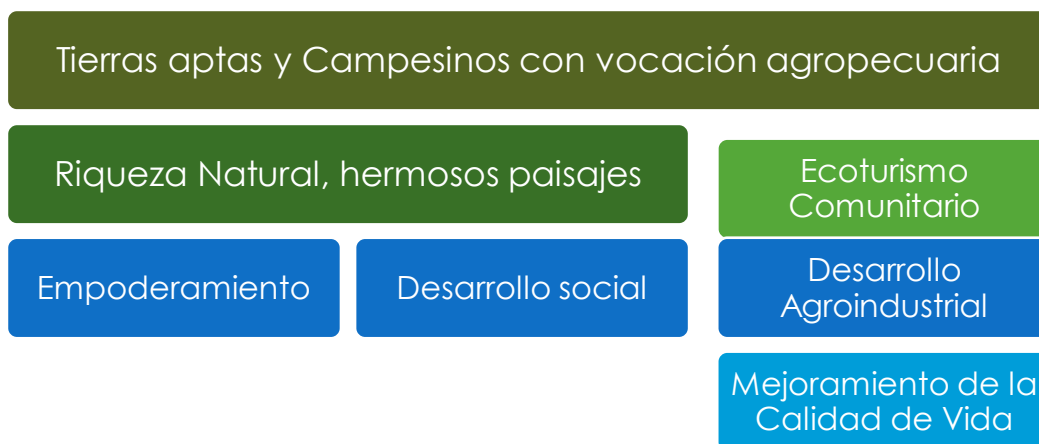 Tierras aptas y Campesinos con vocación agropecuaria
Riqueza Natural, hermosos paisajes
Ecoturismo
Comunitario
Empoderamiento
Desarrollo social
Desarrollo
Agroindustrial
Mejoramiento de la
Calidad de Vida